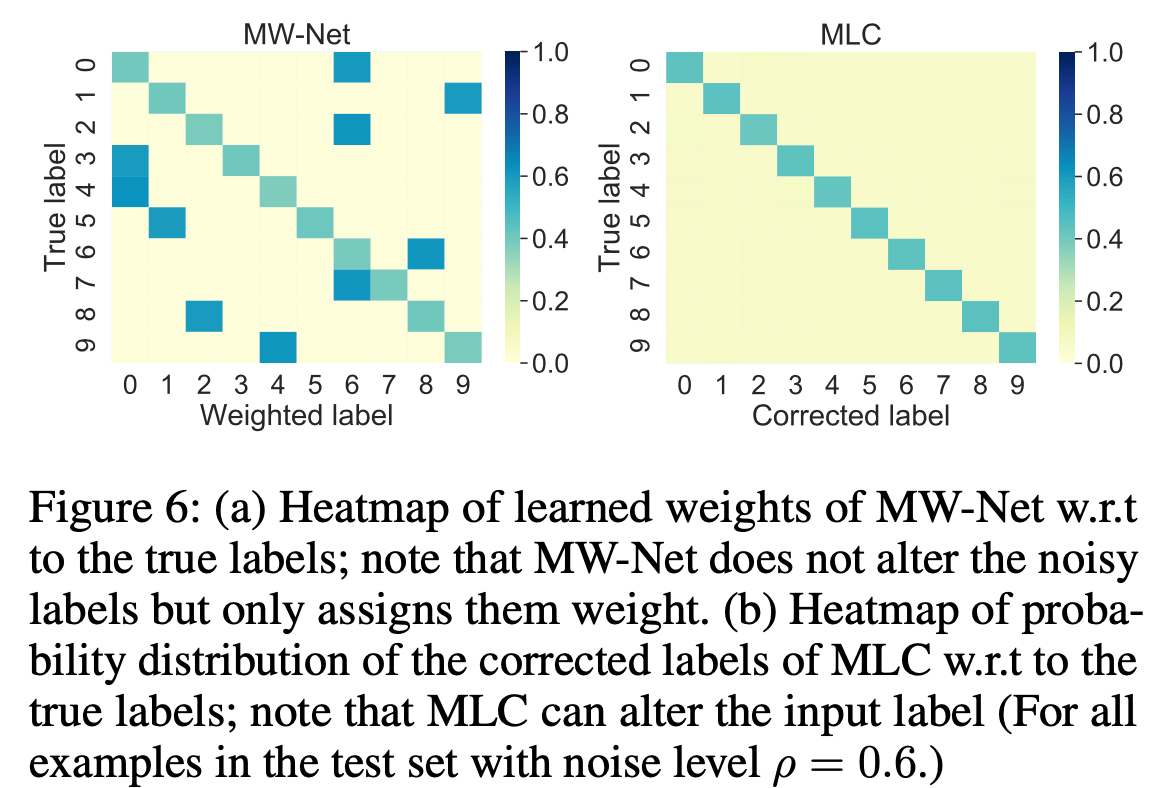 MW-Net
MLC
True label
0
1
2
3
4
5
6
7
8
9
0 1 2 3 4 5 6 7 8 9
Weighted label
1.0
0.8
0.6
0.4
0.2
0.0
True label
0
1
2
3
4
5
6
7
8
9
0 1 2 3 4 5 6 7 8 9
Corrected label
1.0
0.8
0.6
0.4
0.2
0.0
Figure 6: (a) Heatmap of learned weights of MW-Net w.r.t
to the true labels; note that MW-Net does not alter the noisy
labels but only assigns them weight. (b) Heatmap of proba-
bility distribution of the corrected labels of MLC w.r.t to the
true labels; note that MLC can alter the input label (For all
examples in the test set with noise level ρ = 0.6.)